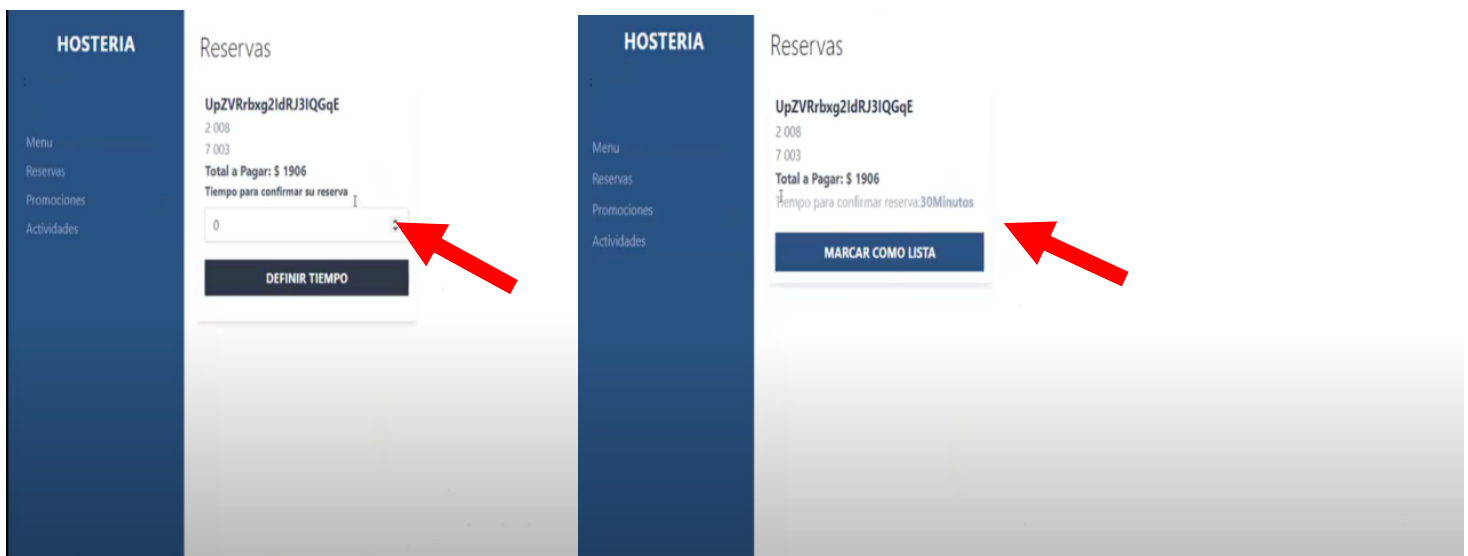 HOSTERIA
Menu
Reservas
Promociones
Actividades
Reservas
UpZVRrbxg2IdRJ3IQGqE
2 008
7 003
Total a Pagar: $ 1906
Tiempo para confirmar su reserva
0
DEFINIR TIEMPO
HOSTERIA
Menu
Reservas
Promociones
Actividades
Reservas
UpZVRrbxg2IdRJ3IQGqE
2 008
7 003
Total a Pagar: $ 1906
Tiempo para confirmar reserva:30Minutos
MARCAR COMO LISTA